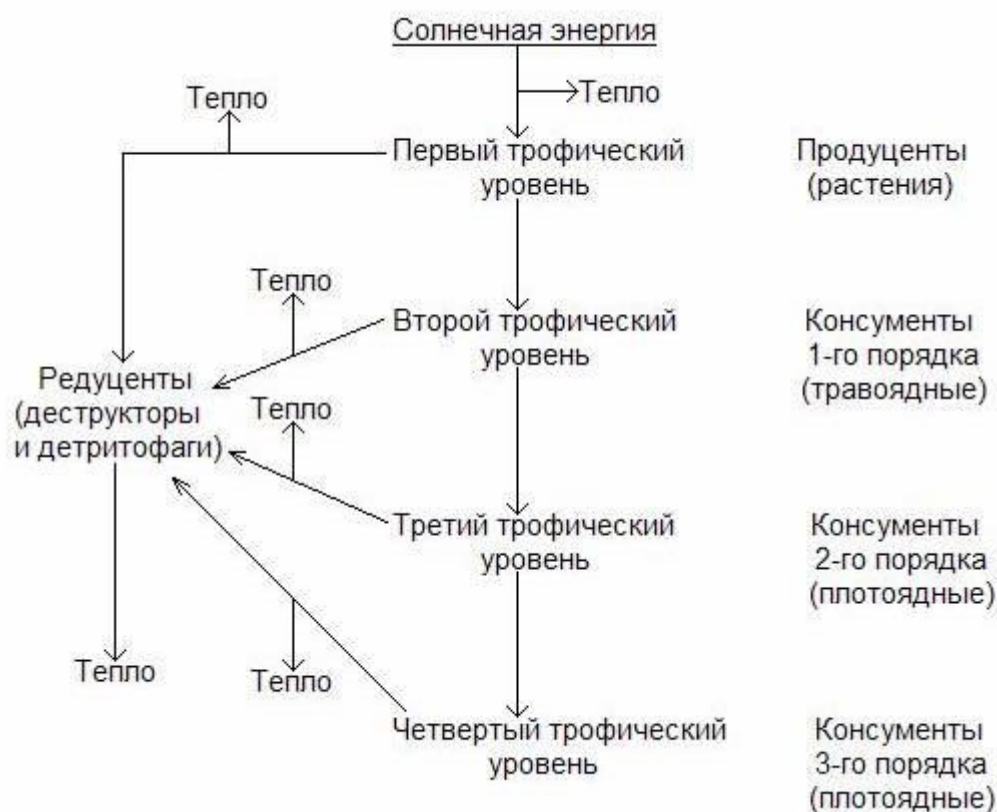 Солнечная энергия
Тепло
Тепло
Первый трофический
уровень
Продуценты
(растения)
Тепло
Второй трофический
уровень
Консументы
1-го порядка
(травоядные)
Редуценты
(деструкторы
и детритофаги)
Тепло
Третий трофический
уровень
Консументы
2-го порядка
(плотоядные)
Тепло
Тепло
Четвертый трофический
уровень
Консументы
3-го порядка
(плотоядные)